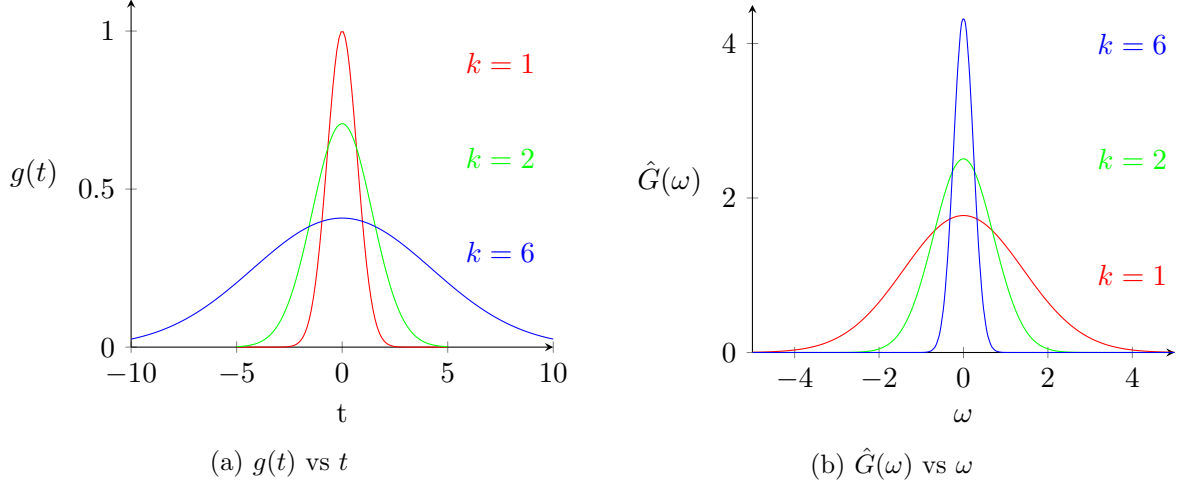 1
0.5
0
g(t)
k = 1
k = 2
k = 6
−10
−5
0
5
10
t
(a) g(t) vs t
4
2
0
Ĝ(ω)
k = 6
k = 2
k = 1
−4
−2
0
2
4
ω
(b) Ĝ(ω) vs ω